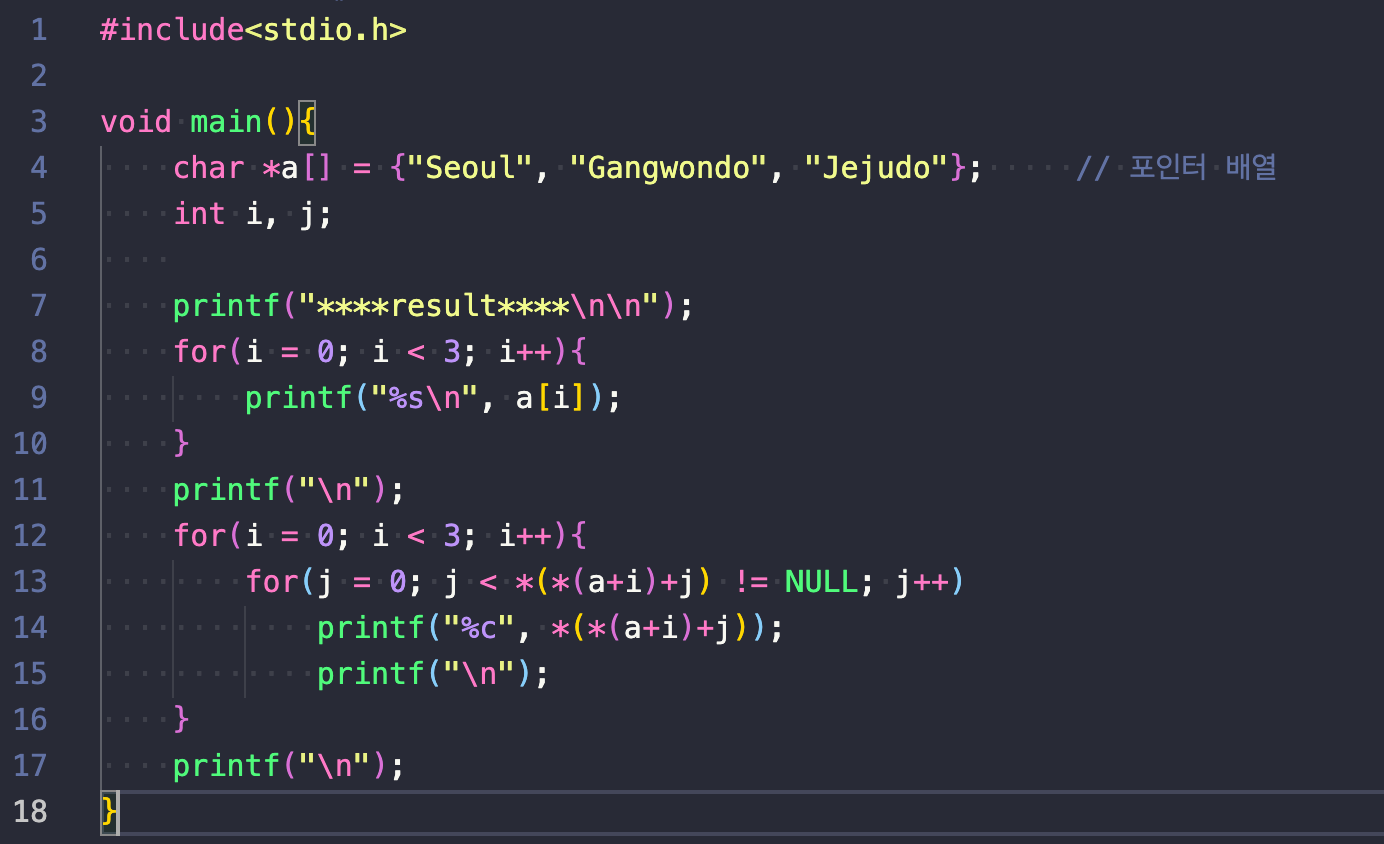 1 #include<stdio.h>
2
3 void main(){
4     char *a[] = {"Seoul", "Gangwondo", "Jejudo"};     // 포인터 배열
5     int i, j;
6
7     printf("****result****\n\n");
8     for(i = 0; i < 3; i++){
9         printf("%s\n", a[i]);
10     }
11     printf("\n");
12     for(i = 0; i < 3; i++){
13         for(j = 0; j < *(*(a+i)+j) != NULL; j++)
14             printf("%c", *(*(a+i)+j));
15             printf("\n");
16     }
17     printf("\n");
18 }